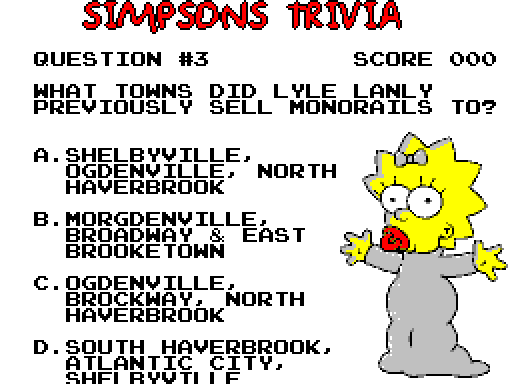 SIMPSONS TRIVIA
QUESTION #3 SCORE 000
WHAT TOWNS DID LYLE LANLY
PREVIOUSLY SELL MONORAILS TO?
A. SHELBYVILLE,
OGDENVILLE, NORTH
HAVERBROOK
B. MORGDENVILLE,
BROADWAY & EAST
BROOKETOWN
C. OGDENVILLE,
BROCKWAY, NORTH
HAVERBROOK
D. SOUTH HAVERBROOK,
ATLANTIC CITY,
SHELBYVILLE